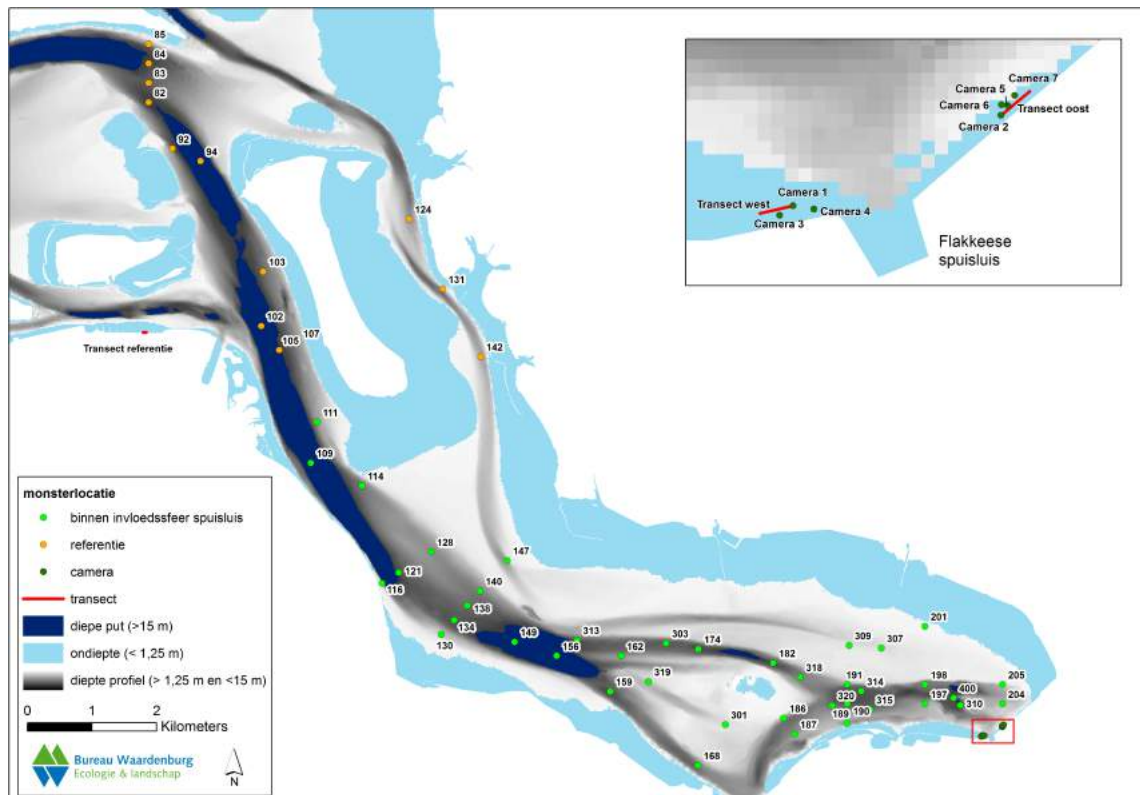 85
84
83
82
92
94
124
131
103
102
107
105
142
Transect referentie
111
109
114
128
147
121
116
140
138
134
130
149
313
156
162
303
174
182
318
309
307
201
159
319
301
168
186
187
191
314
320
189
190
315
198
197
400
310
205
204
Camera 7
Camera 5
Camera 6
Transect oost
Camera 2
Camera 1
Transect west
Camera 4
Camera 3
Flakkeese
spuisluis
monsterlocatie
binnen invloedssfeer spuisluis
referentie
camera
transect
diepe put (>15 m)
ondiepte (< 1,25 m)
diepte profiel (> 1,25 m en <15 m)
0 1 2
Kilometers
Bureau Waardenburg
Ecologie & landschap
N